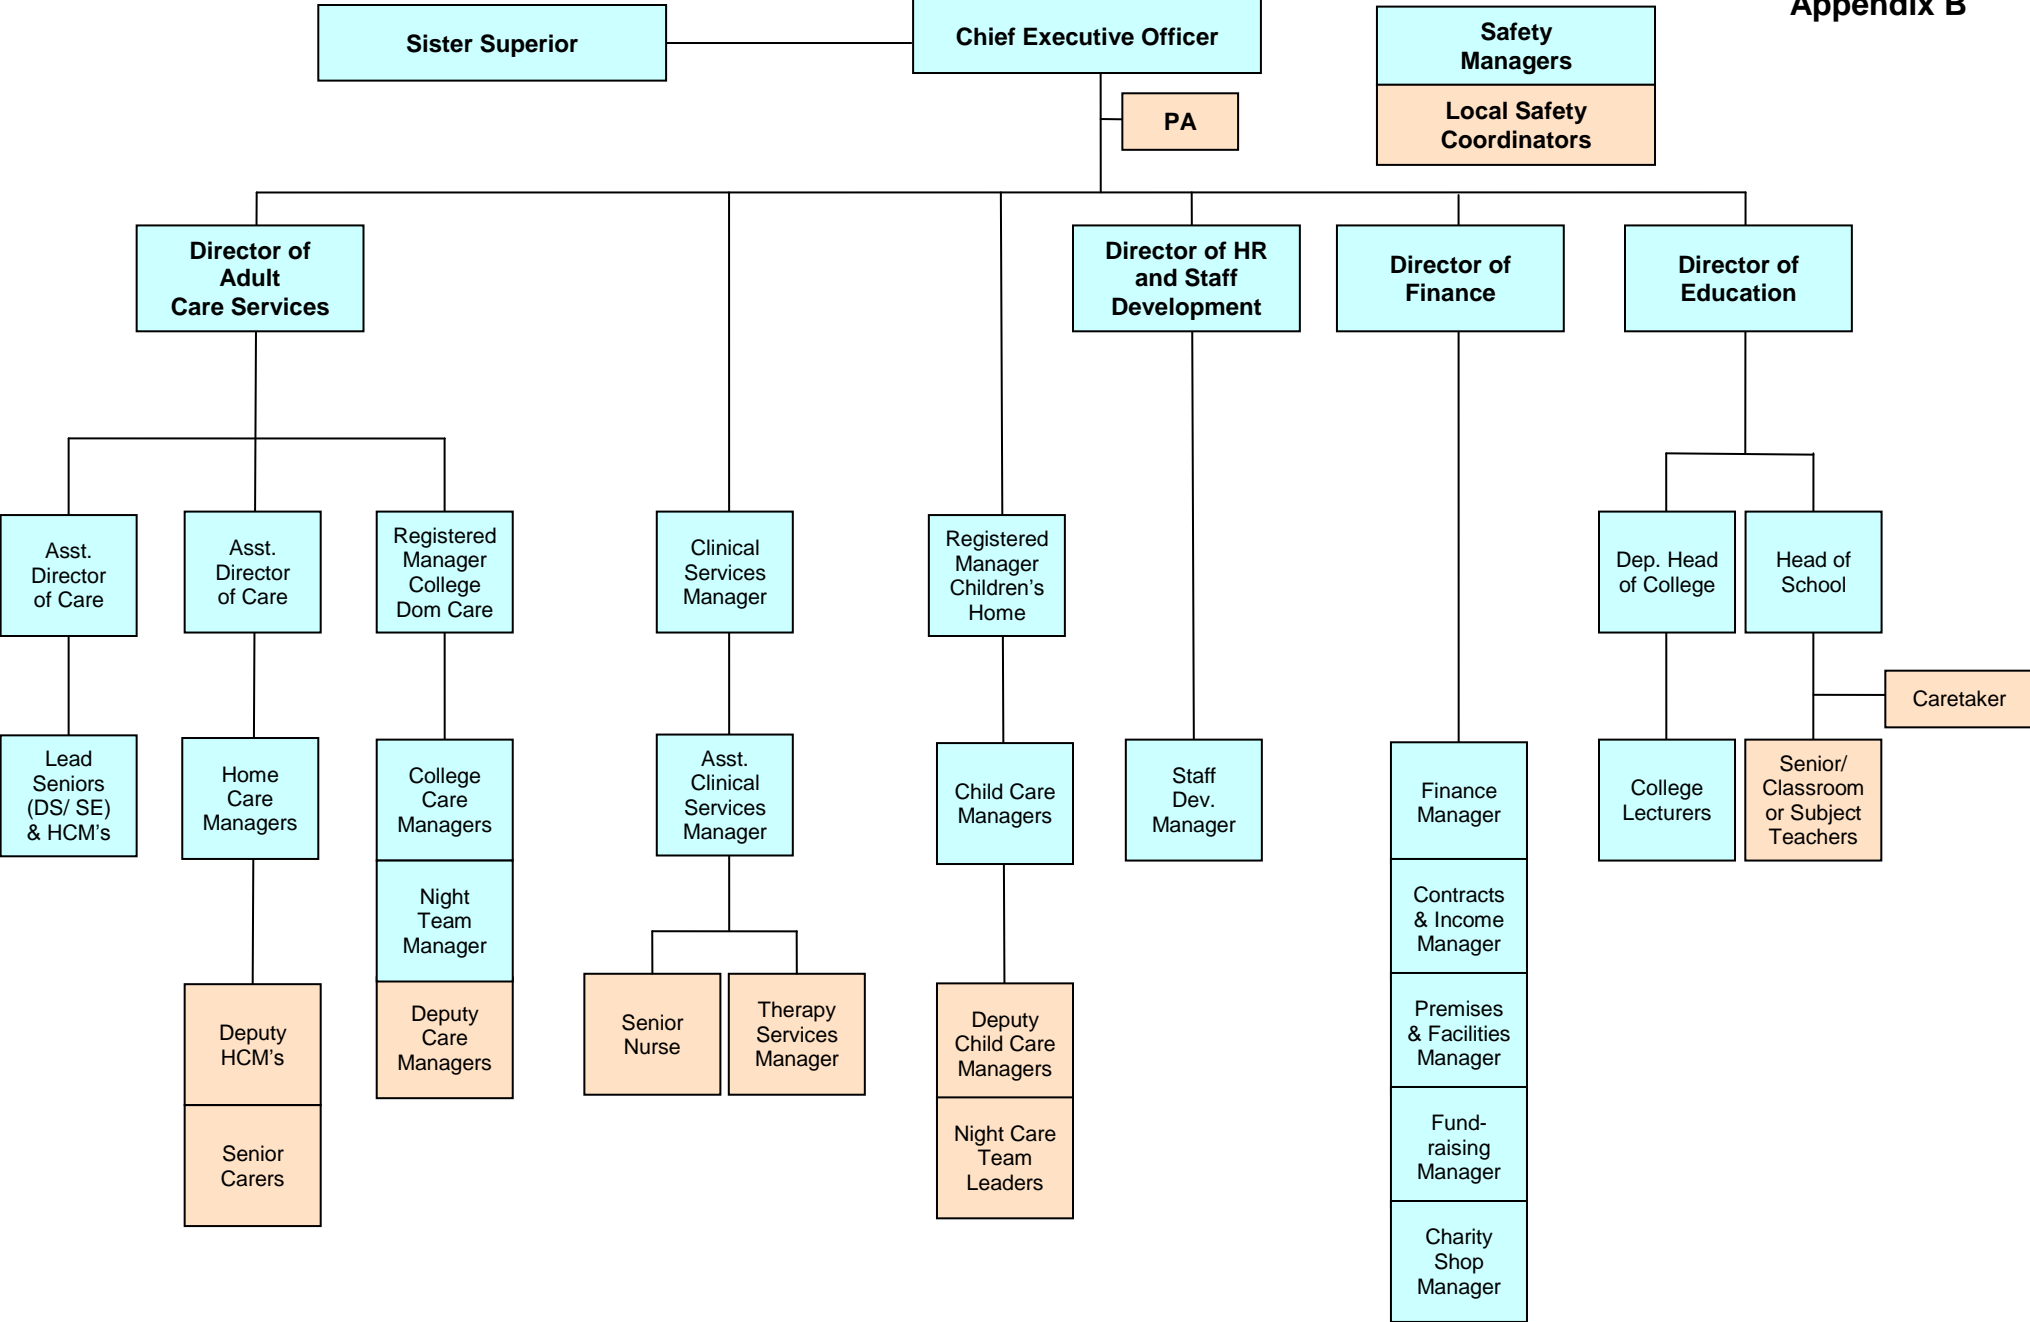 Appendix B
Sister Superior
Chief Executive Officer
Safety
Managers
Local Safety
Coordinators
PA
Director of
Adult
Care Services
Director of HR
and Staff
Development
Director of
Finance
Director of
Education
Asst.
Director
of Care
Asst.
Director
of Care
Registered
Manager
College
Dom Care
Clinical
Services
Manager
Registered
Manager
Children’s
Home
Dep. Head
of College
Head of
School
Caretaker
Lead
Seniors
(DS/ SE)
& HCM’s
Home
Care
Managers
College
Care
Managers
Asst.
Clinical
Services
Manager
Child Care
Managers
Staff
Dev.
Manager
Finance
Manager
College
Lecturers
Senior/
Classroom
or Subject
Teachers
Night
Team
Manager
Contracts
& Income
Manager
Deputy
HCM’s
Deputy
Care
Managers
Senior
Nurse
Therapy
Services
Manager
Deputy
Child Care
Managers
Premises
& Facilities
Manager
Senior
Carers
Night Care
Team
Leaders
Fund-
raising
Manager
Charity
Shop
Manager